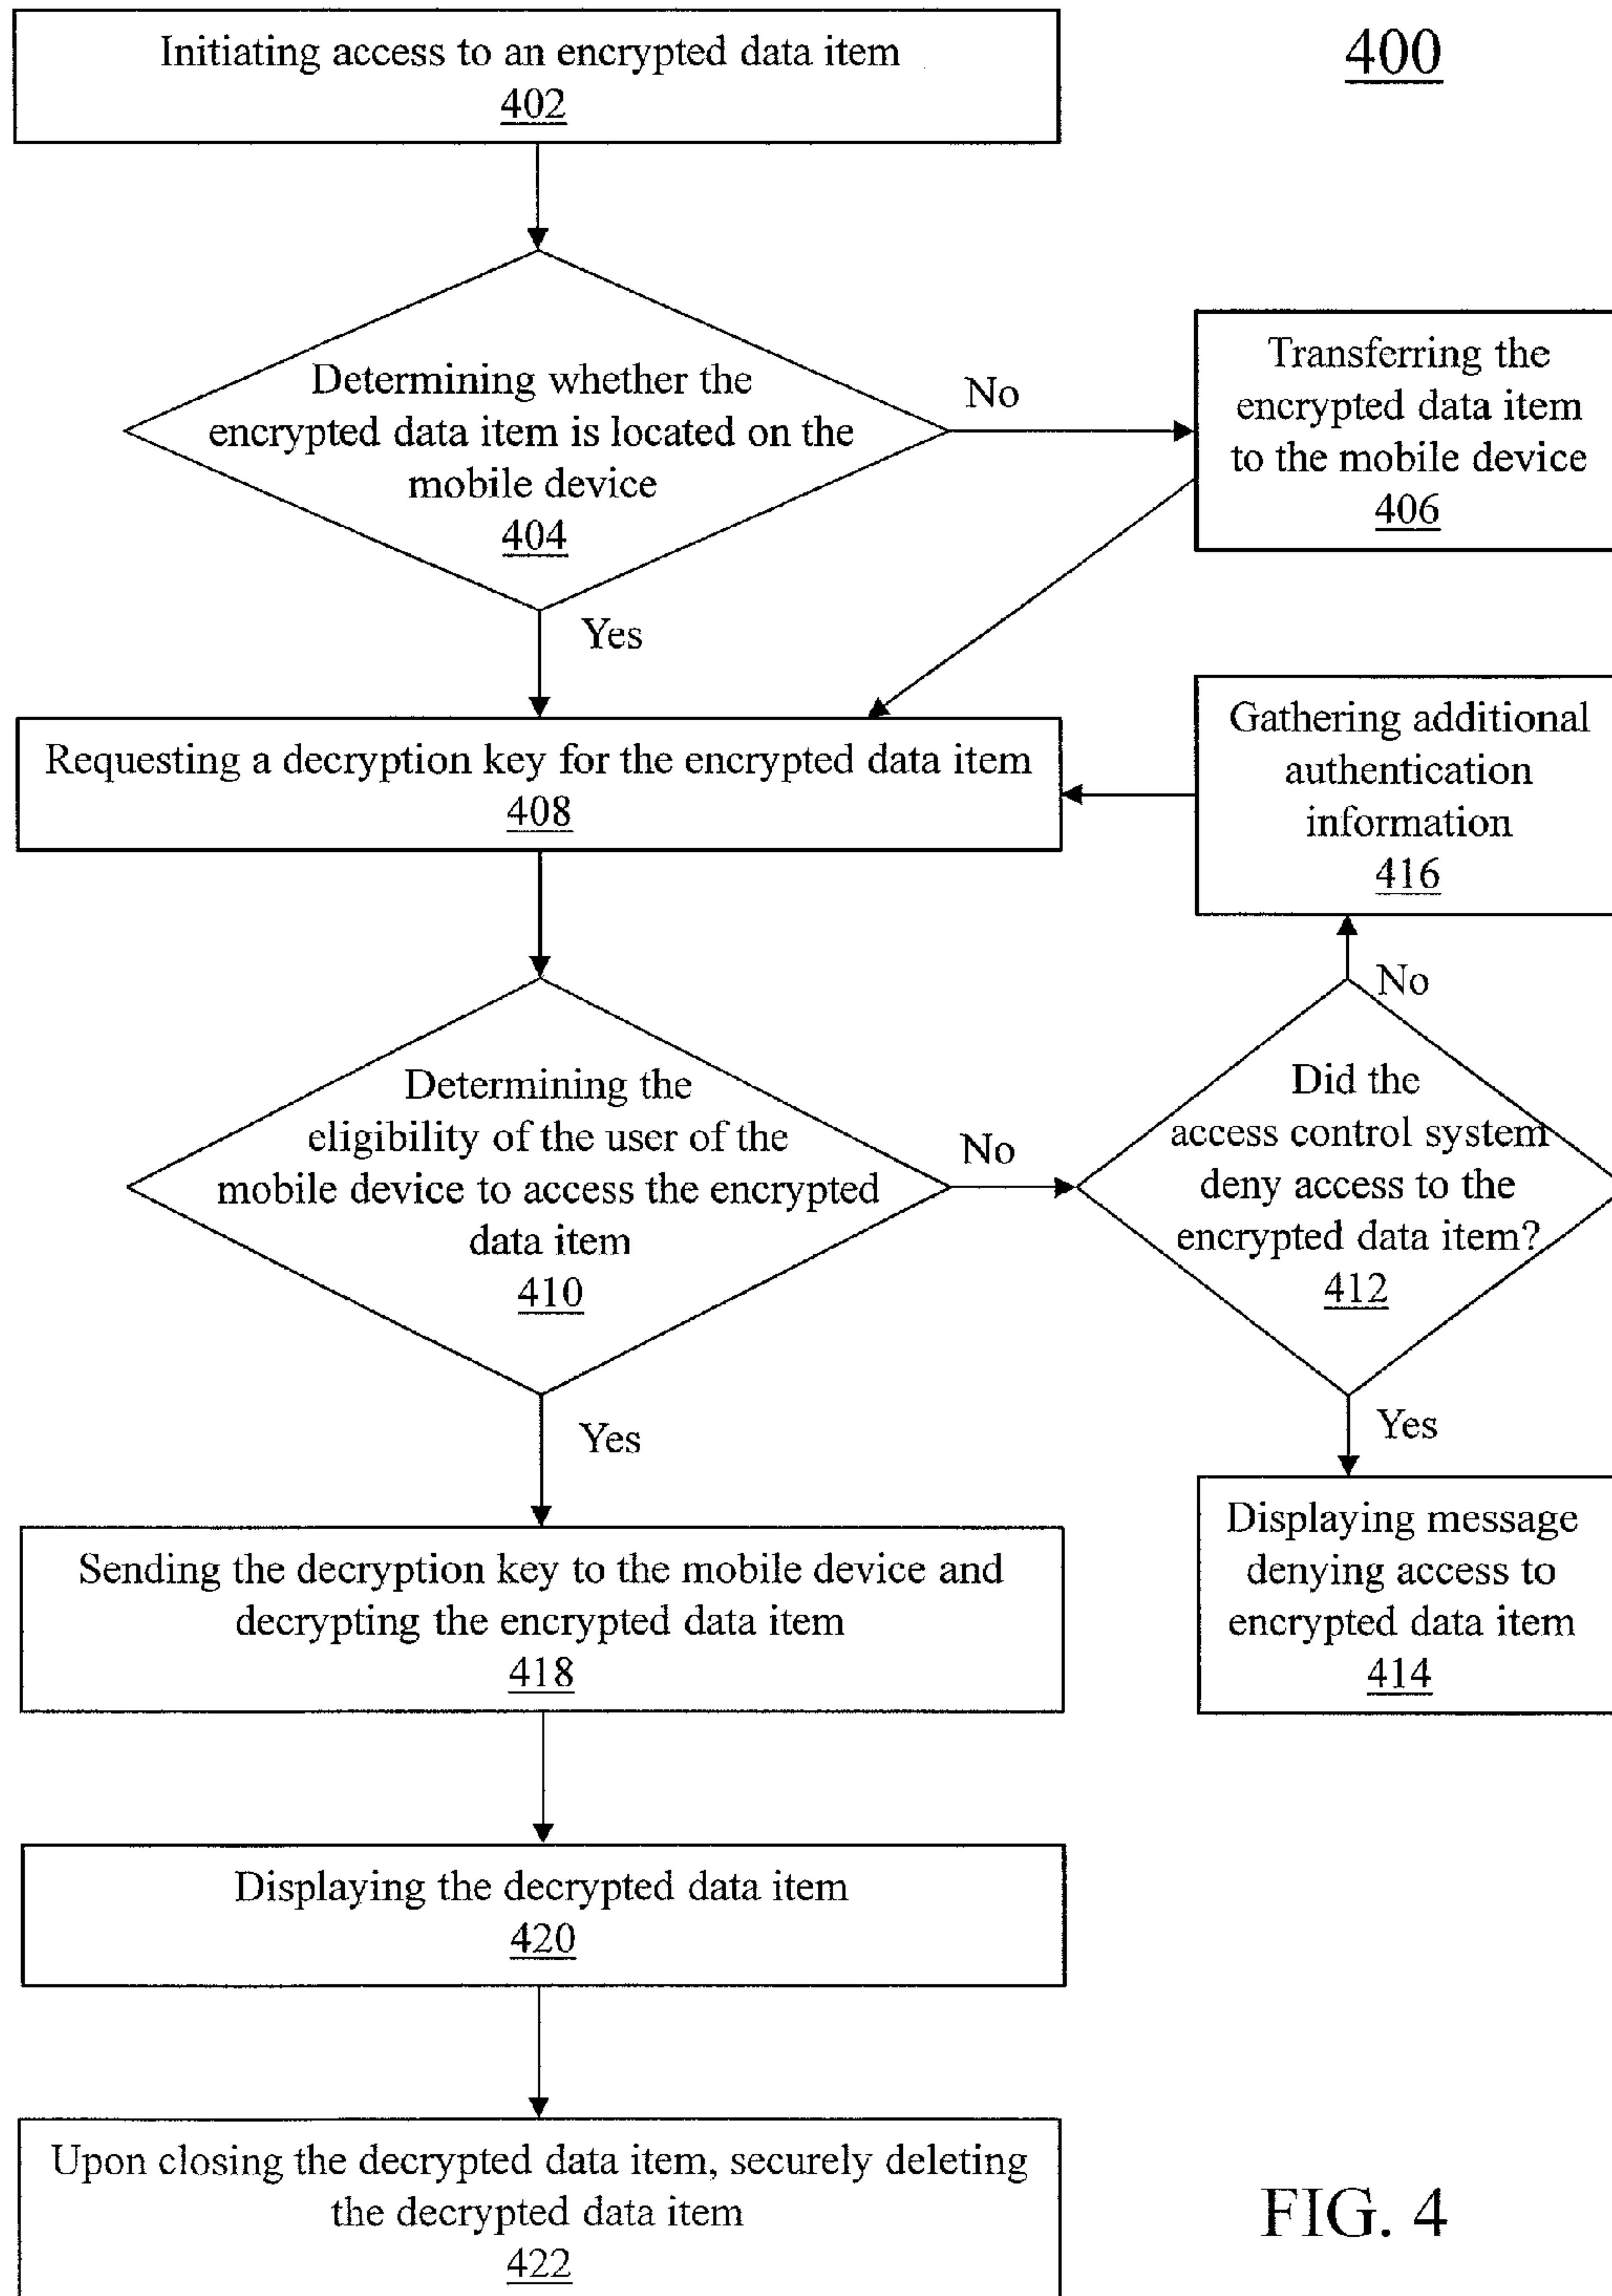 400
Initiating access to an encrypted data item
402
Determining whether the
encrypted data item is located on the
mobile device
404
No
Transferring the
encrypted data item
to the mobile device
406
Yes
Requesting a decryption key for the encrypted data item
408
Gathering additional
authentication
information
416
No
Determining the
eligibility of the user of the
mobile device to access the encrypted
data item
410
No
Did the
access control system
deny access to the
encrypted data item?
412
Yes
Yes
Displaying message
denying access to
encrypted data item
414
Sending the decryption key to the mobile device and
decrypting the encrypted data item
418
Displaying the decrypted data item
420
Upon closing the decrypted data item, securely deleting
the decrypted data item
422
FIG. 4